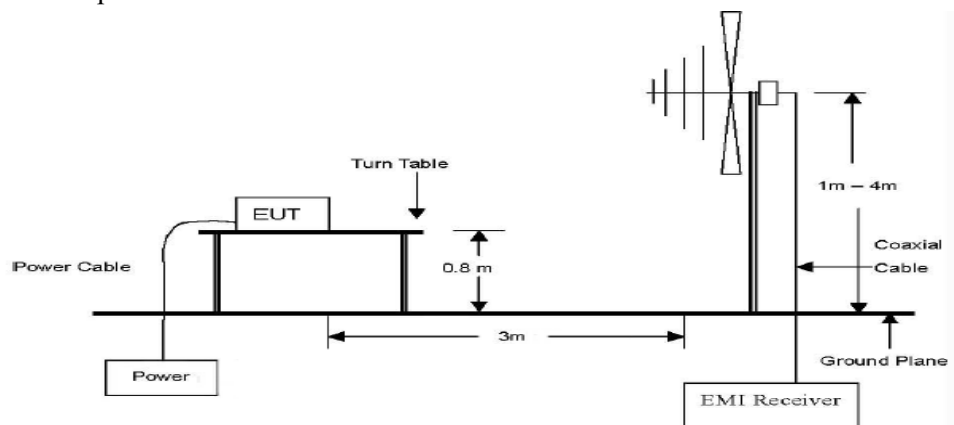 Turn Table
EUT
1m – 4m
Power Cable
0.8 m
Coaxial
Cable
3m
Ground Plane
Power
EMI Receiver